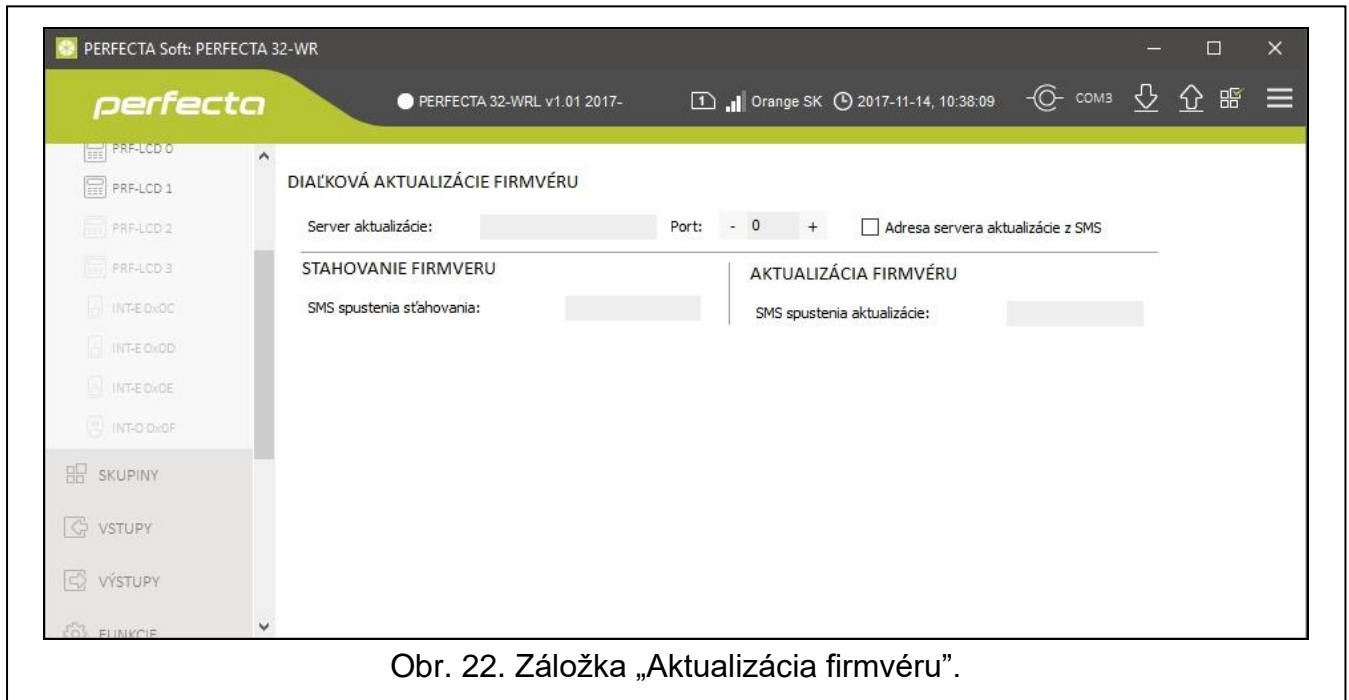 PERFECTA Soft: PERFECTA 32-WR
perfecta
PERFECTA 32-WRL v1.01 2017-
1
Orange SK
2017-11-14, 10:38:09
COM3
PRF-LCD 0
PRF-LCD 1
PRF-LCD 2
PRF-LCD 3
INT-E 0x0C
INT-E 0x0D
INT-E 0x0E
INT-O 0x0F
SKUPINY
VSTUPY
VÝSTUPY
FUNKCIE
DIAĽKOVÁ AKTUALIZÁCIE FIRMVÉRU
Server aktualizácie: Port: - 0 + Adresa servera aktualizácie z SMS
STAHOVANIE FIRMVERU
SMS spustenia sťahovania:
AKTUALIZÁCIA FIRMVÉRU
SMS spustenia aktualizácie:
Obr. 22. Záložka „Aktualizácia firmvéru”.